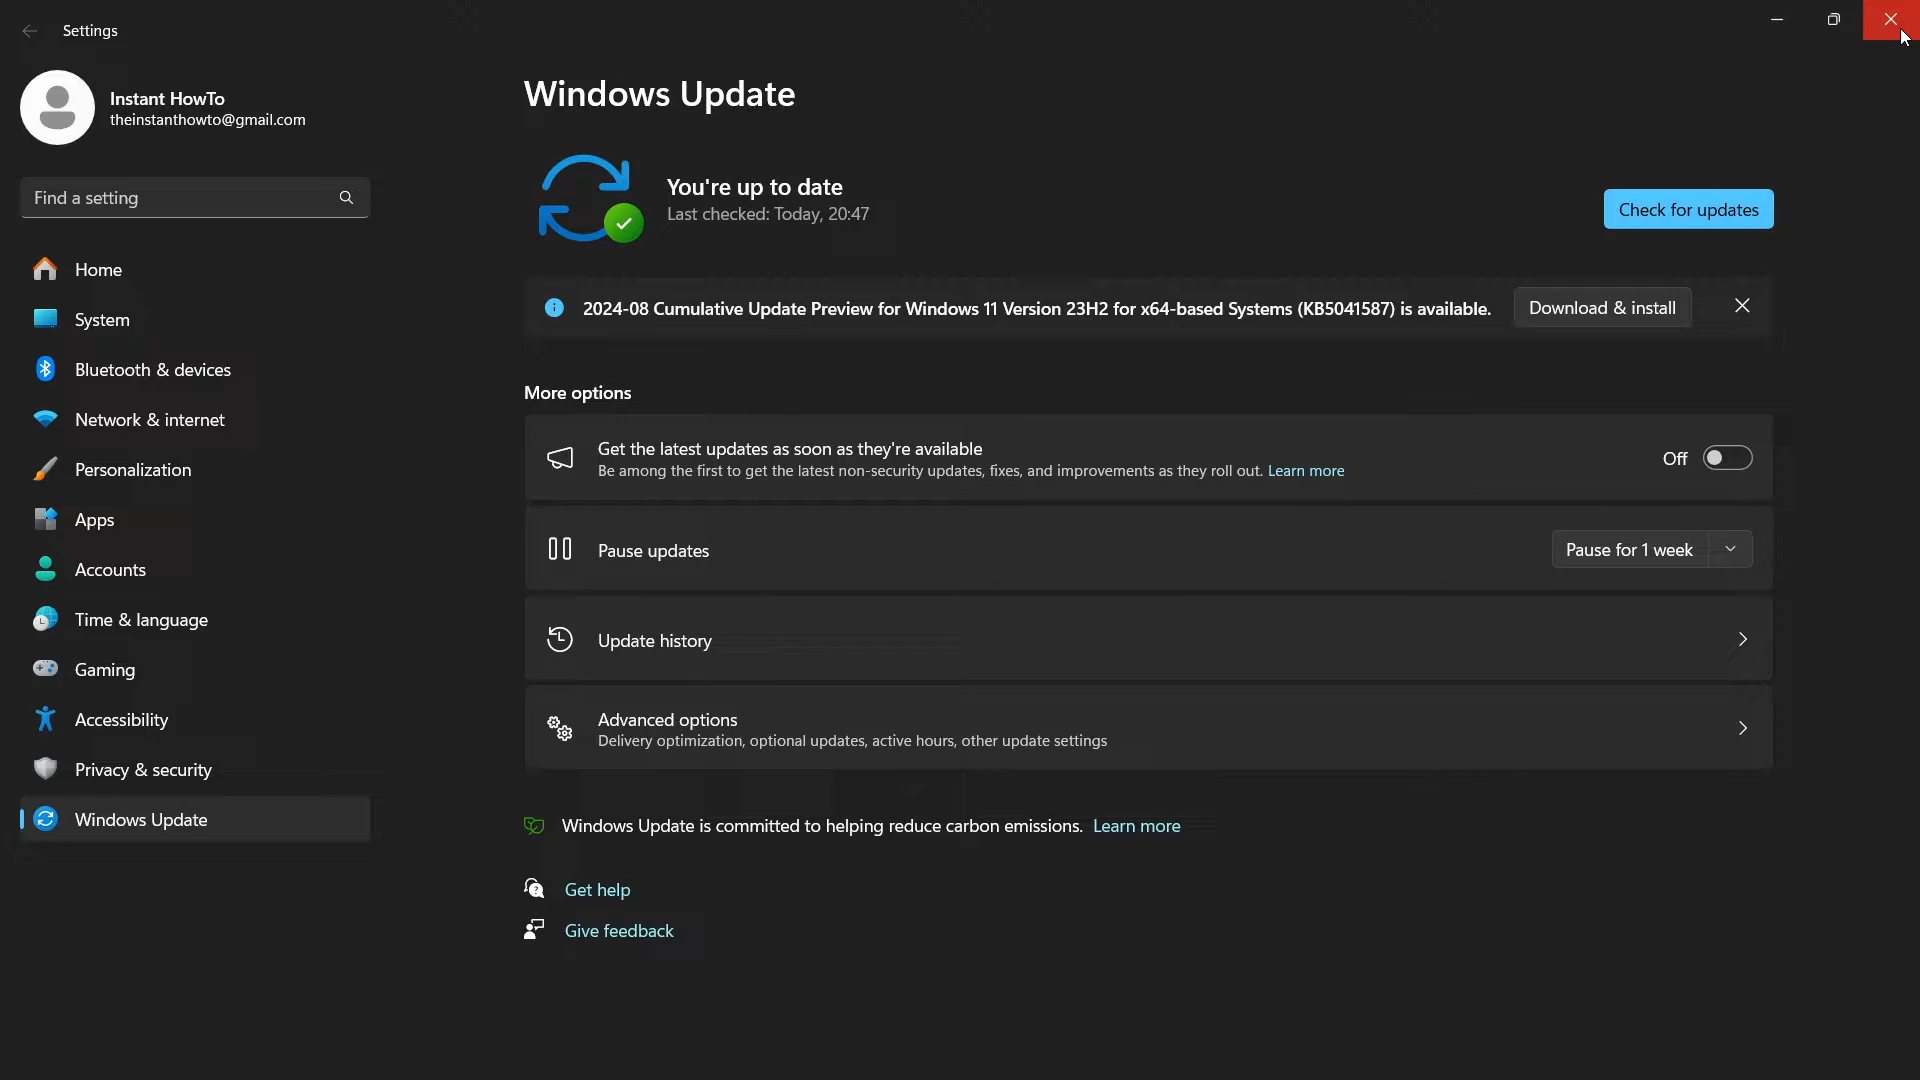 Settings
Instant HowTo
theinstanthowto@gmail.com
Find a setting
Home
System
Bluetooth & devices
Network & internet
Personalization
Apps
Accounts
Time & language
Gaming
Accessibility
Privacy & security
Windows Update
Windows Update
You're up to date
Last checked: Today, 20:47
Check for updates
2024-08 Cumulative Update Preview for Windows 11 Version 23H2 for x64-based Systems (KB5041587) is available.
Download & install
More options
Get the latest updates as soon as they're available
Be among the first to get the latest non-security updates, fixes, and improvements as they roll out. Learn more
Off
Pause updates
Pause for 1 week
Update history
Advanced options
Delivery optimization, optional updates, active hours, other update settings
Windows Update is committed to helping reduce carbon emissions. Learn more
Get help
Give feedback